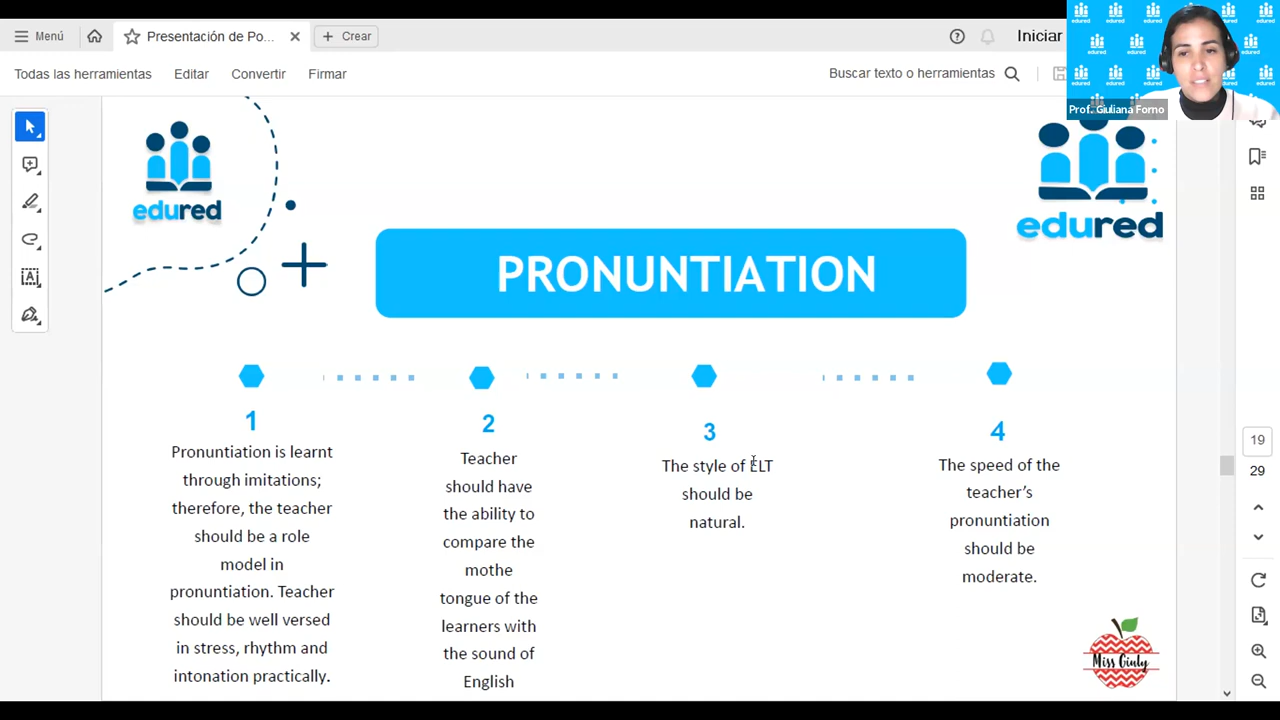 Menú
Presentación de Po...
Crear
Iniciar
Todas las herramientas
Editar
Convertir
Firmar
Buscar texto o herramientas
edured
edured
edured
edured
Prof. Giuliana Forno
edured
edured
PRONUNTIATION
1
Pronuntiation is learnt
through imitations;
therefore, the teacher
should be a role
model in
pronuntiation. Teacher
should be well versed
in stress, rhythm and
intonation practically.
2
Teacher
should have
the ability to
compare the
mothe
tongue of the
learners with
the sound of
English
3
The style of ELT
should be
natural.
4
The speed of the
teacher’s
pronuntiation
should be
moderate.
Miss Giuly
19
29